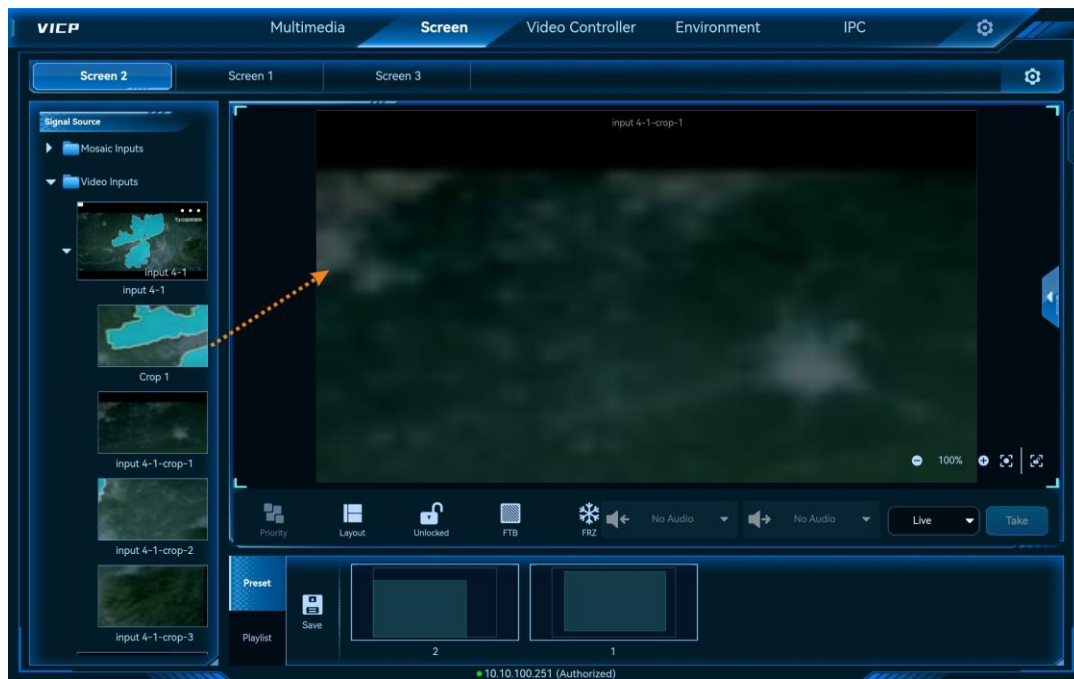 VICP
Multimedia
Screen
Video Controller
Environment
IPC
Screen 2
Screen 1
Screen 3
Signal Source
Mosaic Inputs
Video Inputs
input 4-1
input 4-1
Crop 1
input 4-1-crop-1
input 4-1-crop-2
input 4-1-crop-3
input 4-1-crop-1
100%
Priority
Layout
Unlocked
FTB
FRZ
No Audio
No Audio
Live
Take
Preset
Playlist
Save
2
1
10.10.100.251 (Authorized)